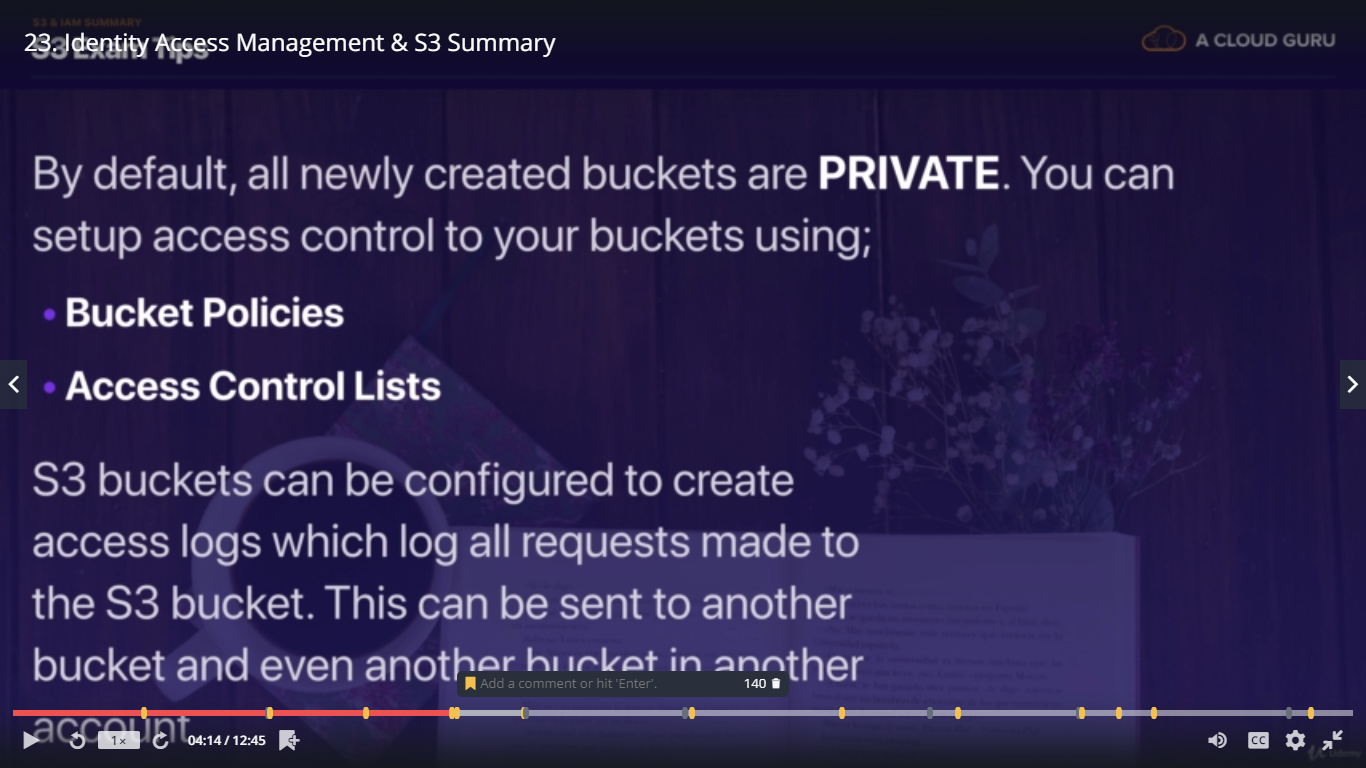 S3 & IAM SUMMARY
23. Identity Access Management & S3 Summary
S3 Exam Tips
A CLOUD GURU
By default, all newly created buckets are PRIVATE. You can
setup access control to your buckets using;
• Bucket Policies
• Access Control Lists
S3 buckets can be configured to create
access logs which log all requests made to
the S3 bucket. This can be sent to another
bucket and even another bucket in another
account
Add a comment or hit 'Enter'. 140
1× 04:14 / 12:45 CC
Udemy